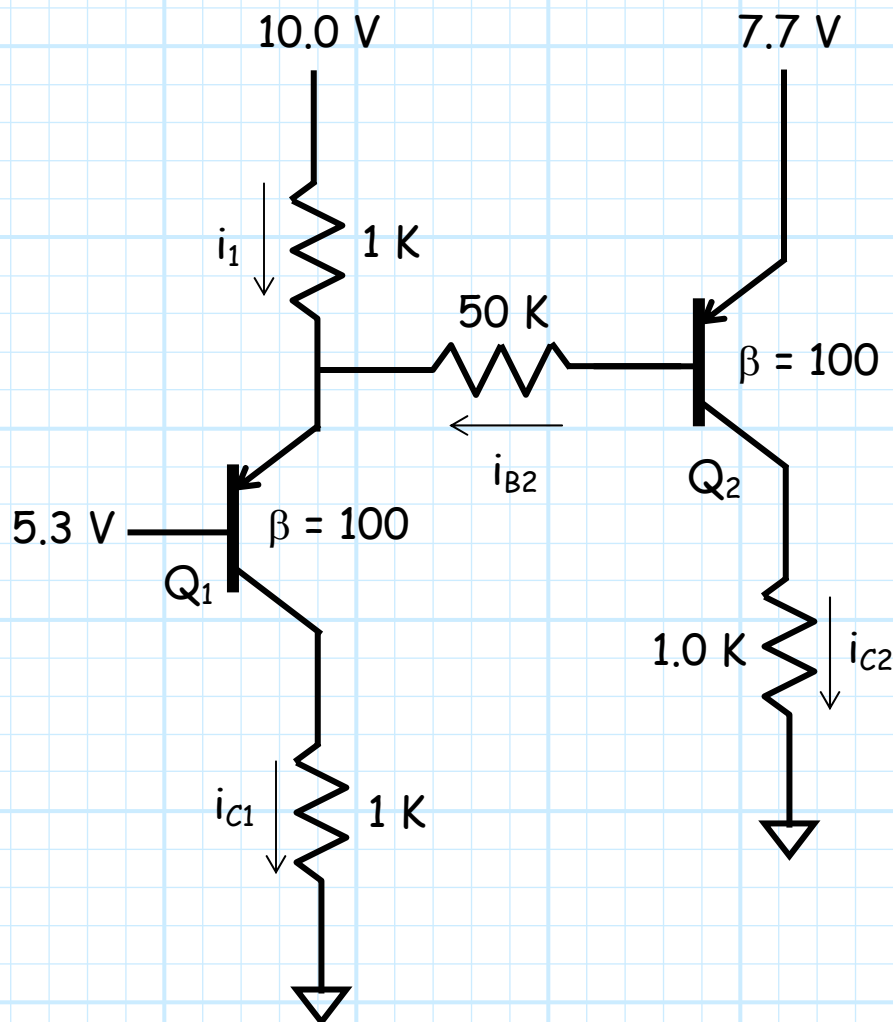 10.0 V
7.7 V
i1
1 K
50 K
β = 100
iB2
Q2
5.3 V
β = 100
Q1
1.0 K
iC2
iC1
1 K